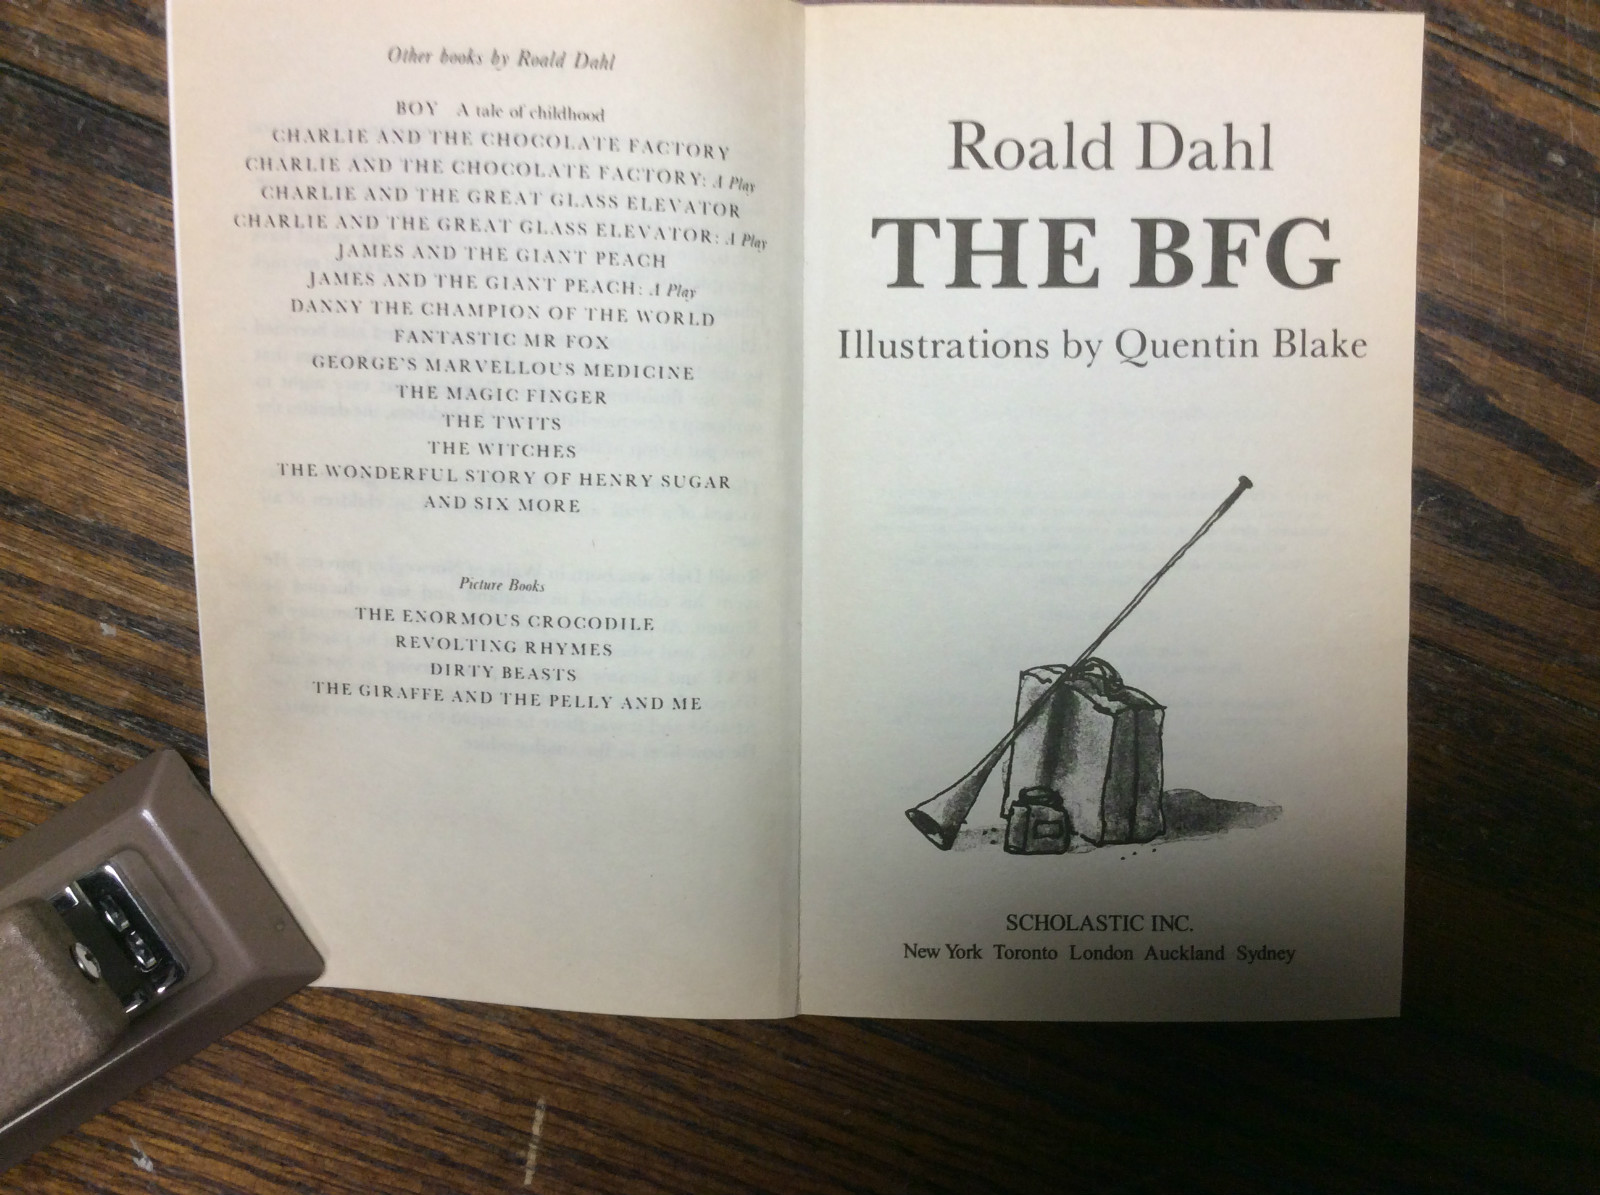 Other books by Roald Dahl
BOY A tale of childhood
CHARLIE AND THE CHOCOLATE FACTORY
CHARLIE AND THE CHOCOLATE FACTORY: A Play
CHARLIE AND THE GREAT GLASS ELEVATOR
CHARLIE AND THE GREAT GLASS ELEVATOR: A Play
JAMES AND THE GIANT PEACH
JAMES AND THE GIANT PEACH: A Play
DANNY THE CHAMPION OF THE WORLD
FANTASTIC MR FOX
GEORGE'S MARVELLOUS MEDICINE
THE MAGIC FINGER
THE TWITS
THE WITCHES
THE WONDERFUL STORY OF HENRY SUGAR
AND SIX MORE
Picture Books
THE ENORMOUS CROCODILE
REVOLTING RHYMES
DIRTY BEASTS
THE GIRAFFE AND THE PELLY AND ME
Roald Dahl
THE BFG
Illustrations by Quentin Blake
SCHOLASTIC INC.
New York Toronto London Auckland Sydney